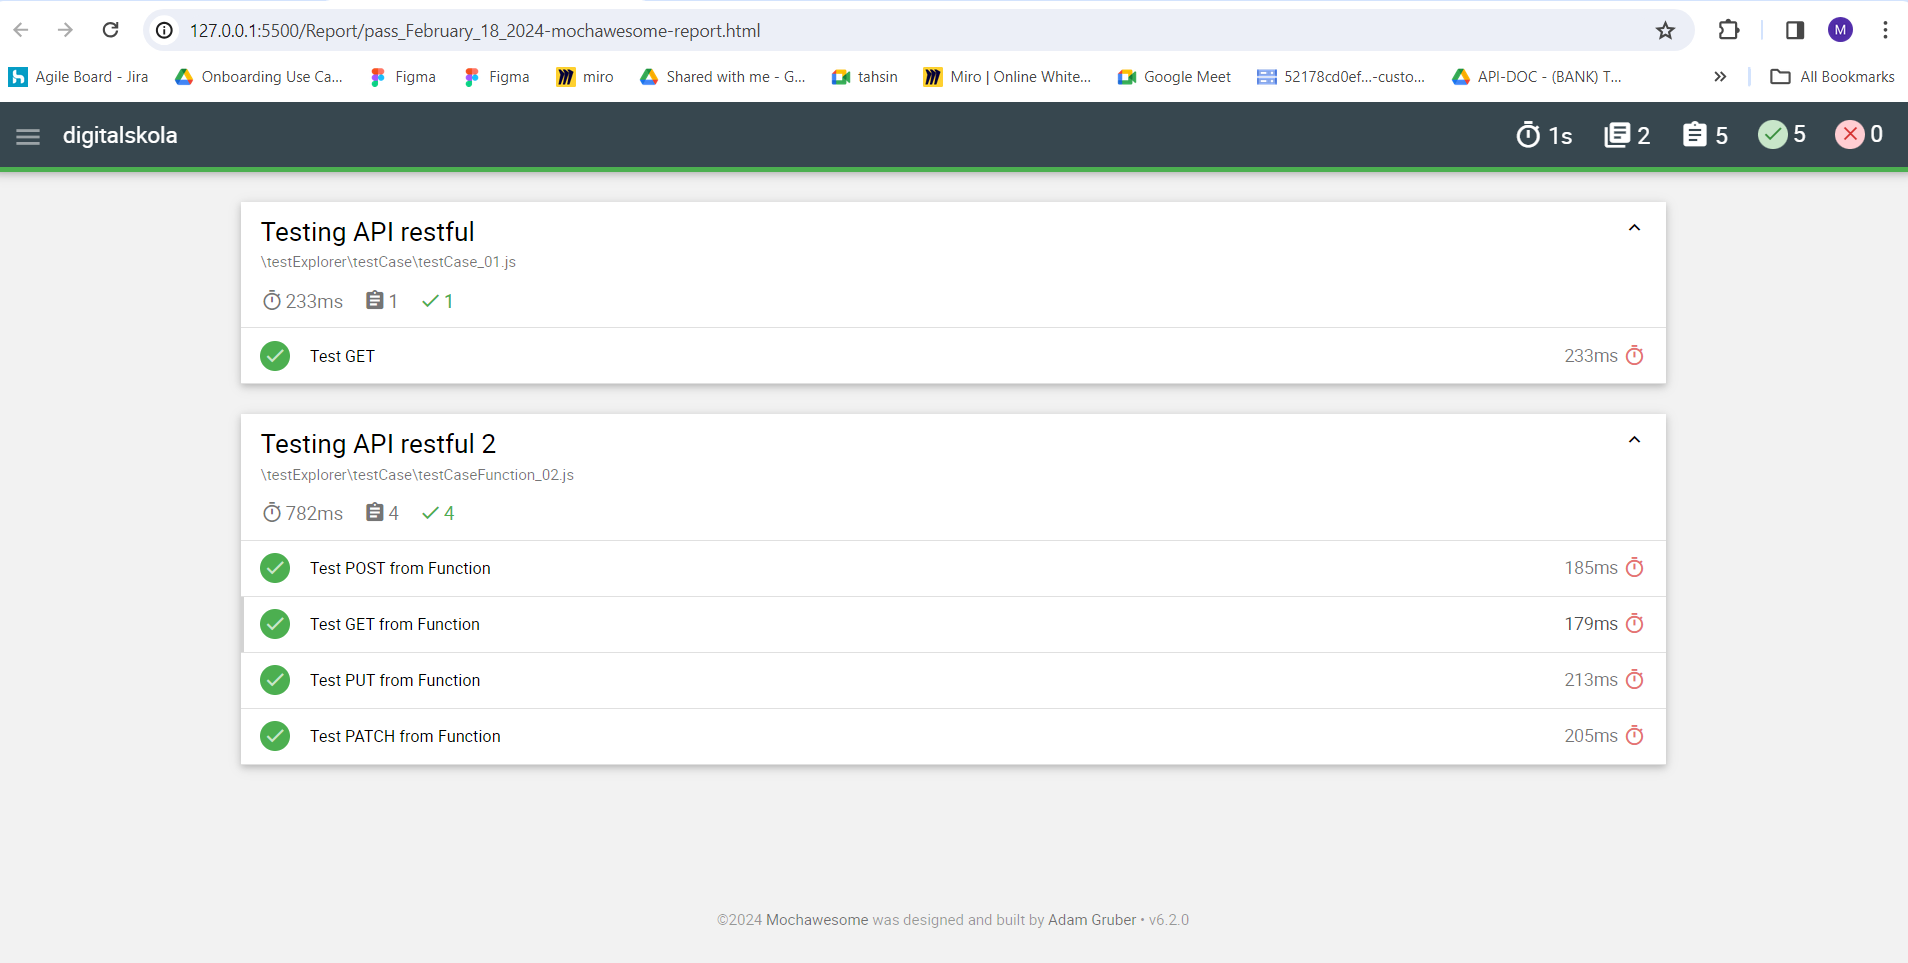 127.0.0.1:5500/Report/pass_February_18_2024-mochawesome-report.html
M
Agile Board - Jira
Onboarding Use Ca...
Figma
Figma
miro
Shared with me - G...
tahsin
Miro | Online White...
Google Meet
52178cd0ef...-custo...
API-DOC - (BANK) T...
All Bookmarks
digitalskola
1s
2
5
5
0
Testing API restful
\testExplorer\testCase\testCase_01.js
233ms 1 1
Test GET 233ms
Testing API restful 2
\testExplorer\testCase\testCaseFunction_02.js
782ms 4 4
Test POST from Function 185ms
Test GET from Function 179ms
Test PUT from Function 213ms
Test PATCH from Function 205ms
©2024 Mochawesome was designed and built by Adam Gruber • v6.2.0